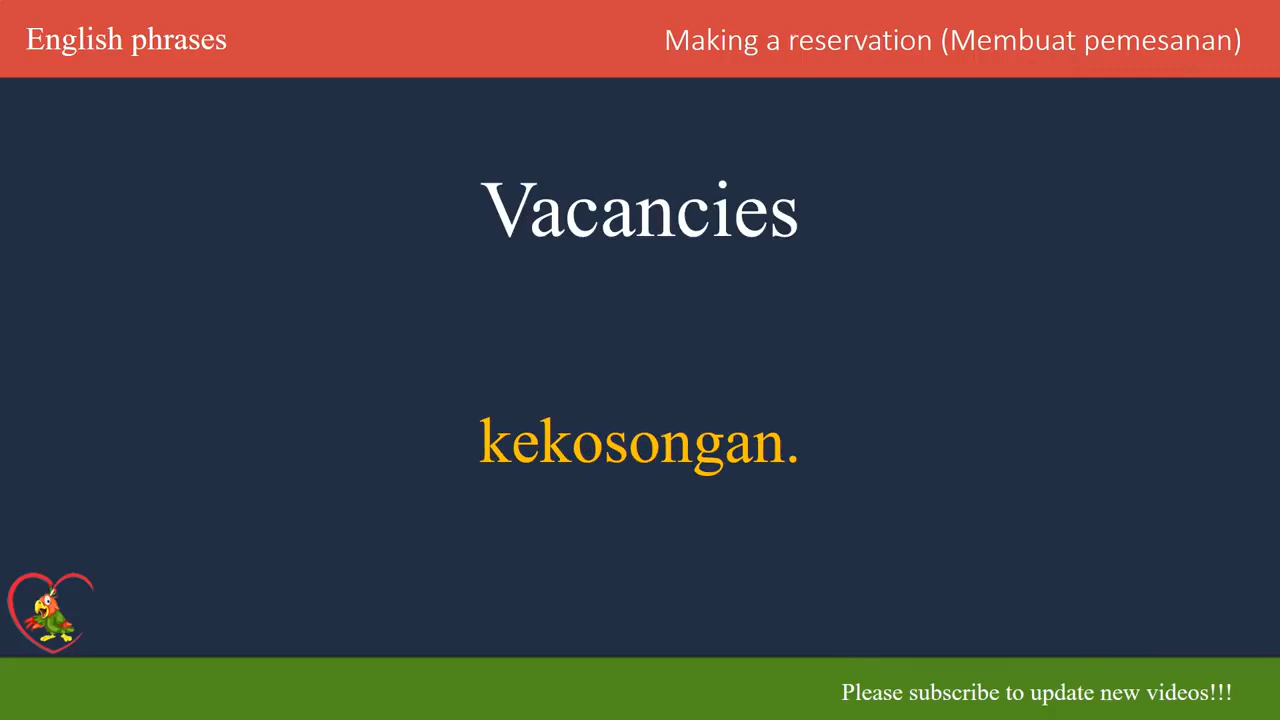 English phrases
Making a reservation (Membuat pemesanan)
Vacancies
kekosongan.
Please subscribe to update new videos!!!